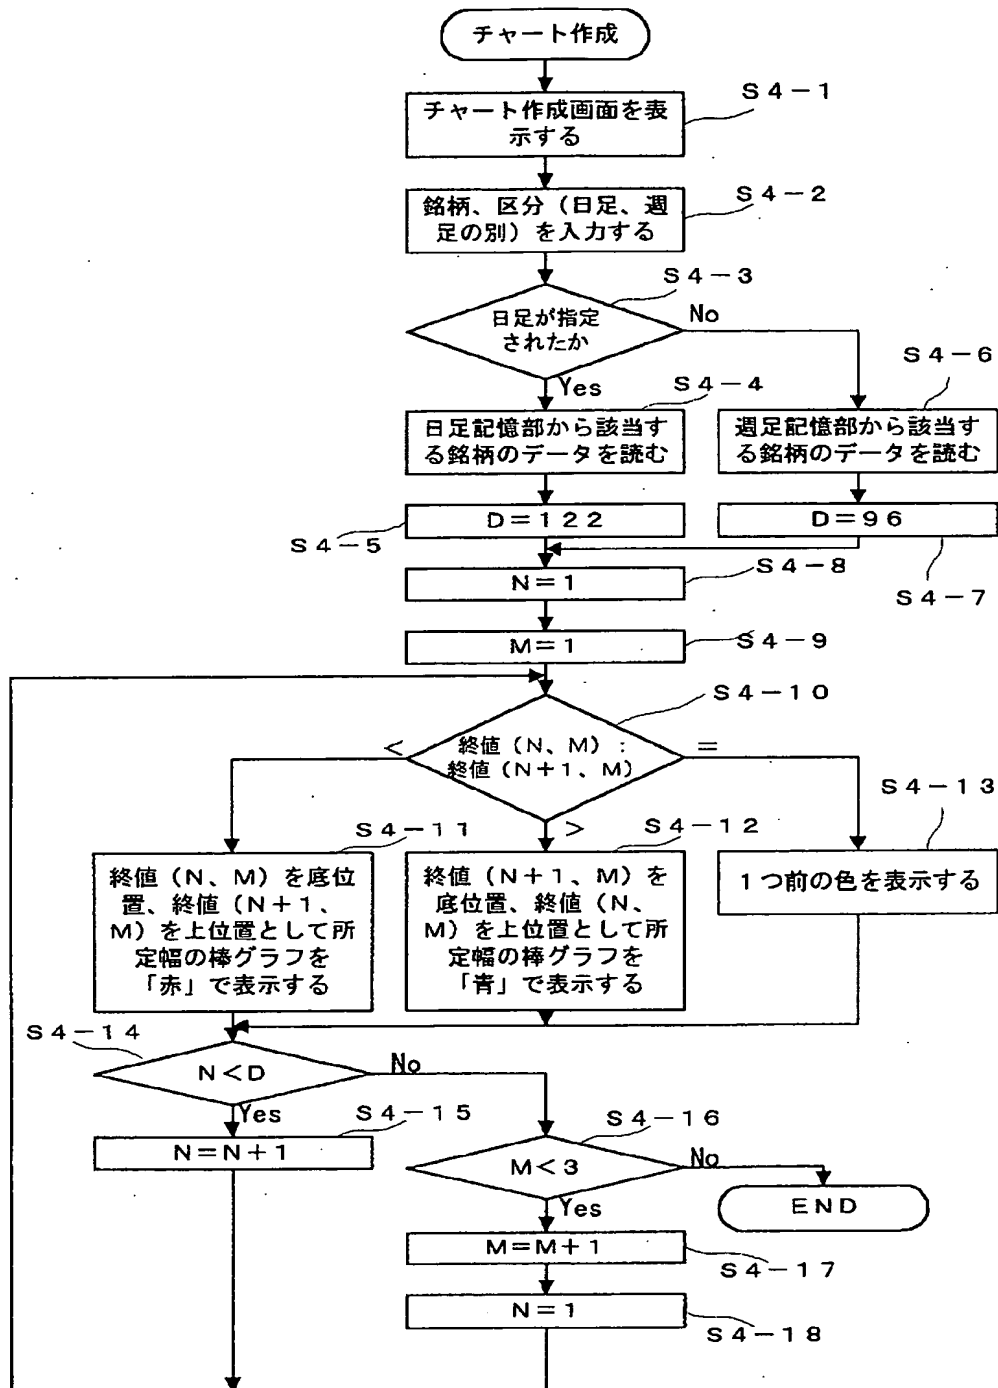 チャート作成
S4-1
チャート作成画面を表
示する
S4-2
銘柄、区分（日足、週
足の別）を入力する
S4-3
日足が指定
されたか
No
Yes
S4-4
S4-6
日足記憶部から該当す
る銘柄のデータを読む
週足記憶部から該当す
る銘柄のデータを読む
D=122
D=96
S4-5
S4-8
S4-7
N=1
M=1
S4-9
S4-10
終値（N、M）:
終値（N+1、M）
<
=
>
S4-11
S4-12
S4-13
終値（N、M）を底位
置、終値（N+1、
M）を上位置として所
定幅の棒グラフを
「赤」で表示する
終値（N+1、M）を
底位置、終値（N、
M）を上位置として所
定幅の棒グラフを
「青」で表示する
1つ前の色を表示する
S4-14
N<D
No
Yes
S4-15
N=N+1
S4-16
M<3
No
Yes
END
M=M+1
S4-17
N=1
S4-18